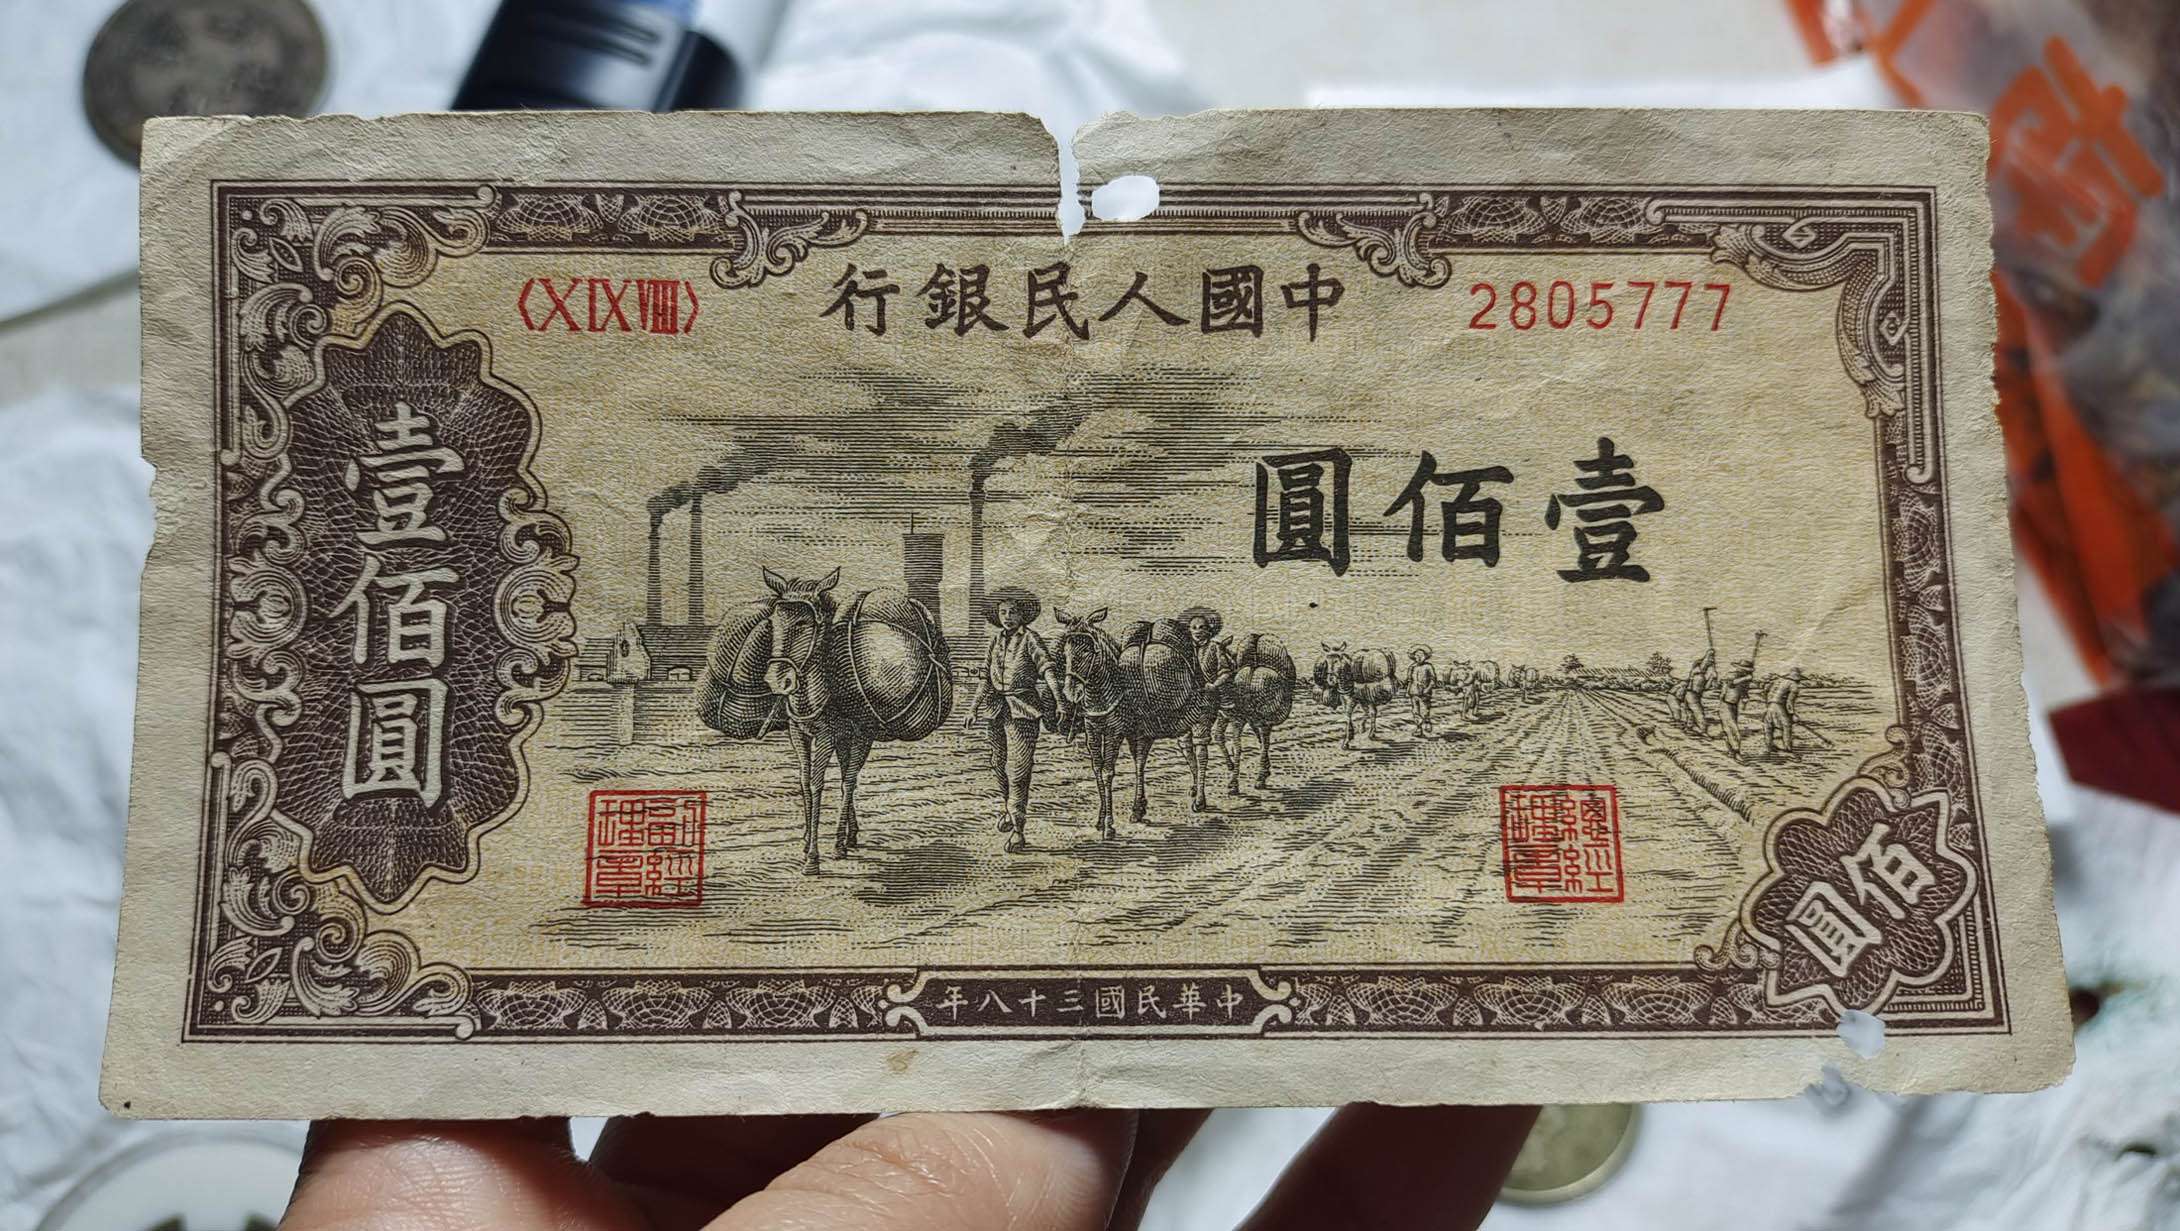 中國人民銀行
〈XIXVIII〉
2805777
壹佰圓
壹佰圓
佰圓
中華民國三十八年